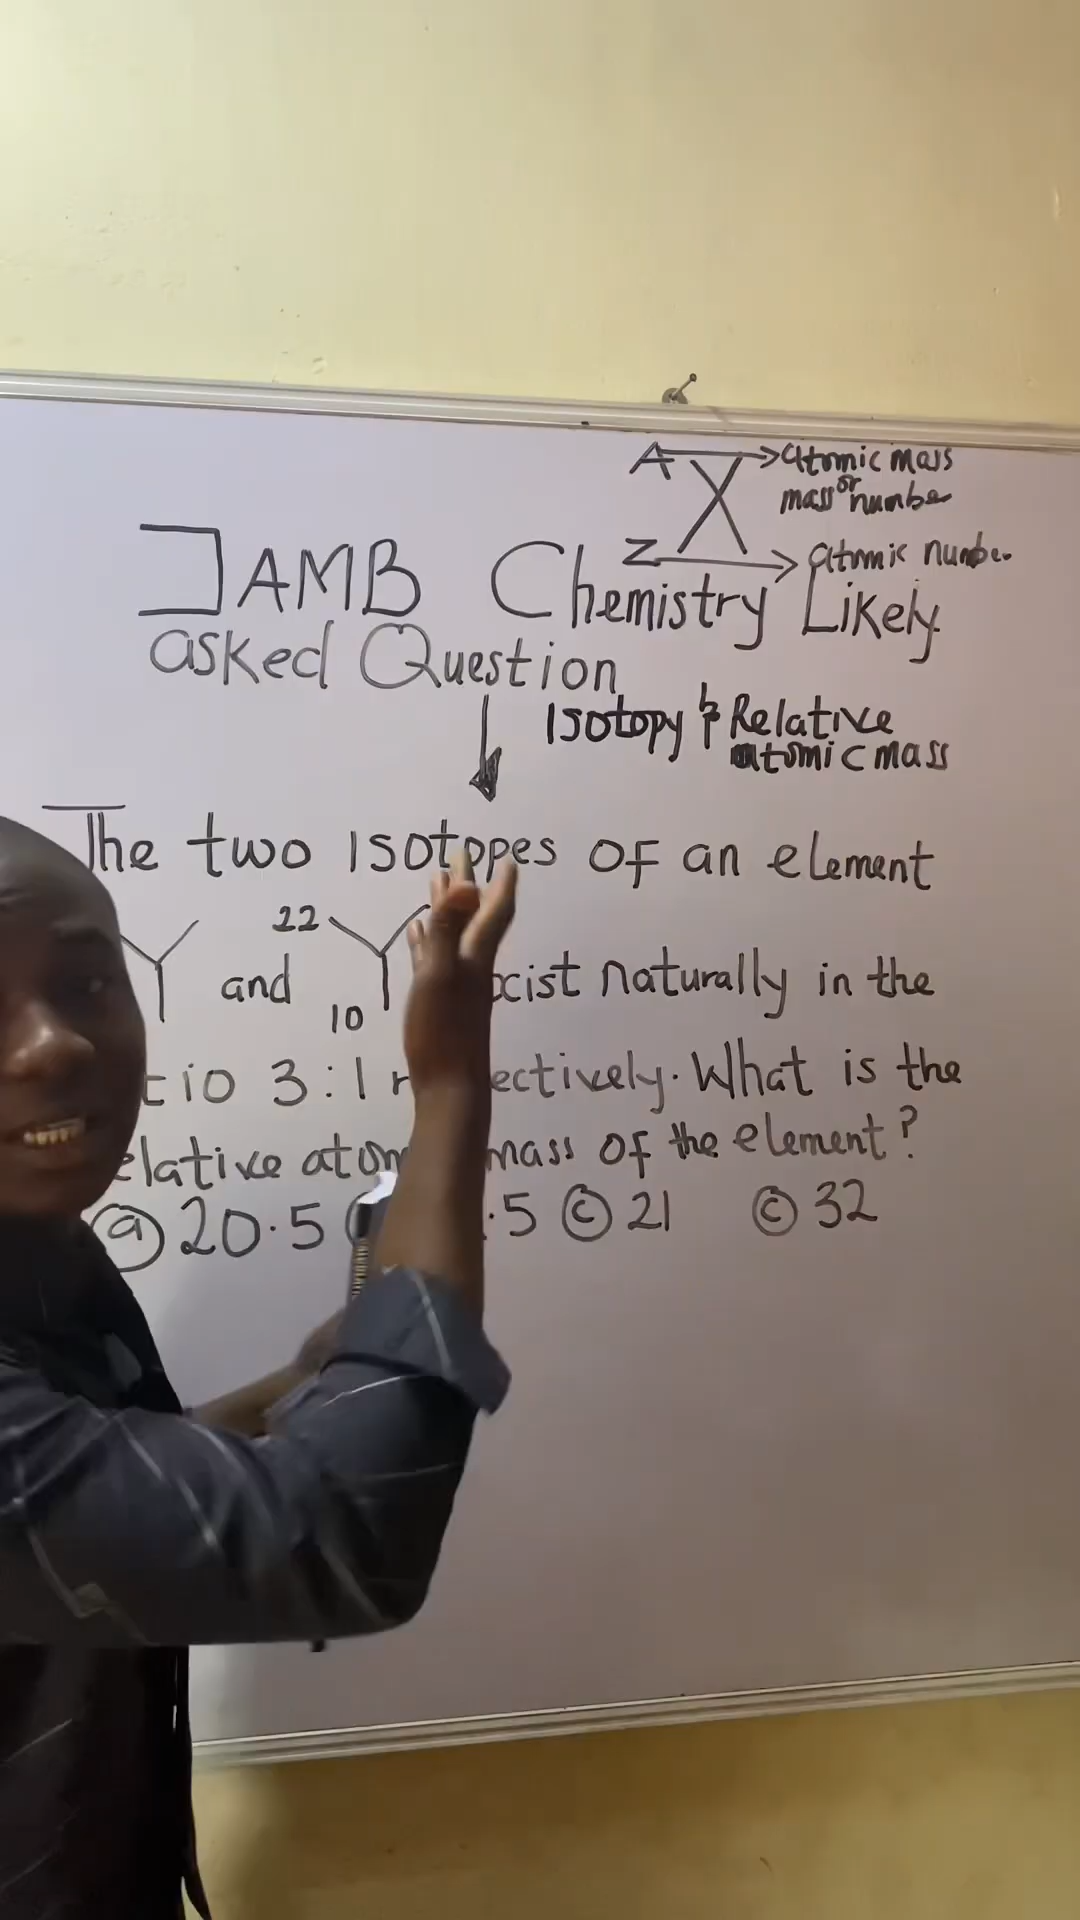 A → atomic mass
or
mass number
X
Z → atomic number
JAMB Chemistry Likely
asked Question
Isotopy & Relative
atomic mass
The two Isotopes of an element
Y and 22 10 Y xist naturally in the
tio 3:1 r ectively. What is the
elative atom mass of the element?
(a) 20.5 .5 (c) 21 (c) 32